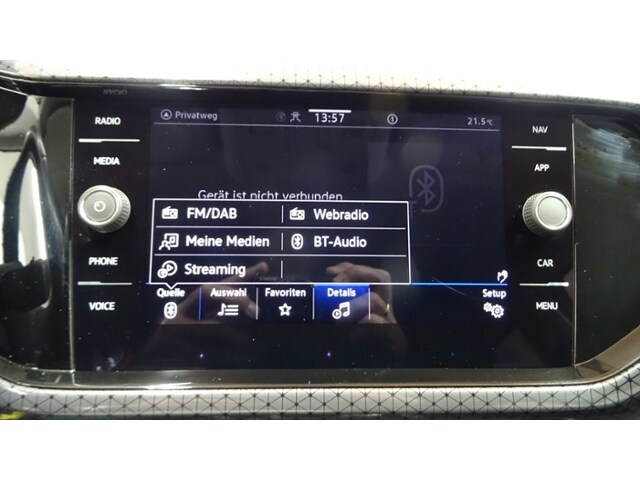 RADIO
MEDIA
PHONE
VOICE
Privatweg
13:57
21.5°C
Gerät ist nicht verbunden
FM/DAB
Webradio
Meine Medien
BT-Audio
Streaming
Quelle Auswahl Favoriten Details Setup
NAV
APP
CAR
MENU